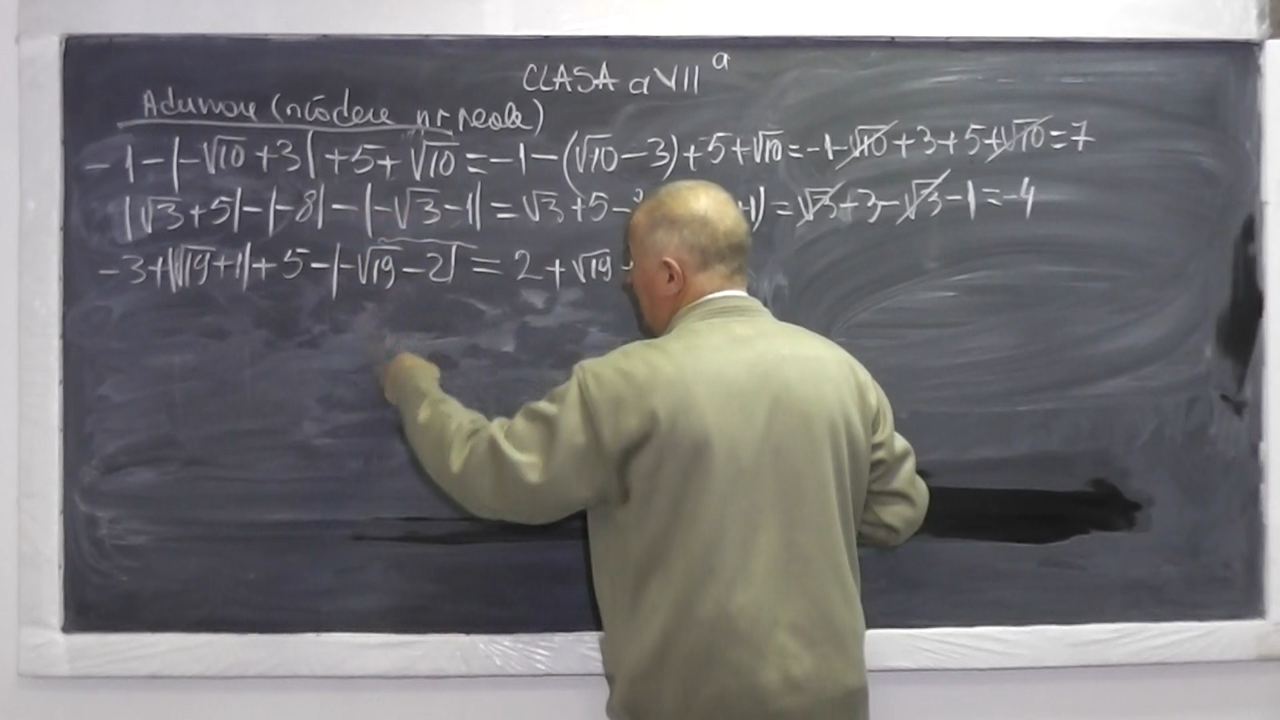 CLASA a VII a
Adunare (scădere nr. reale)
-1-|-√10+3|+5+√10=-1-(√10-3)+5+√10=-1-√10+3+5+√10=7
|√3+5|-|-8|-|-√3-1|=√3+5- +1)=√3+3-√3-1=-4
-3+|√19+1|+5-|-√19-2|=2+√19